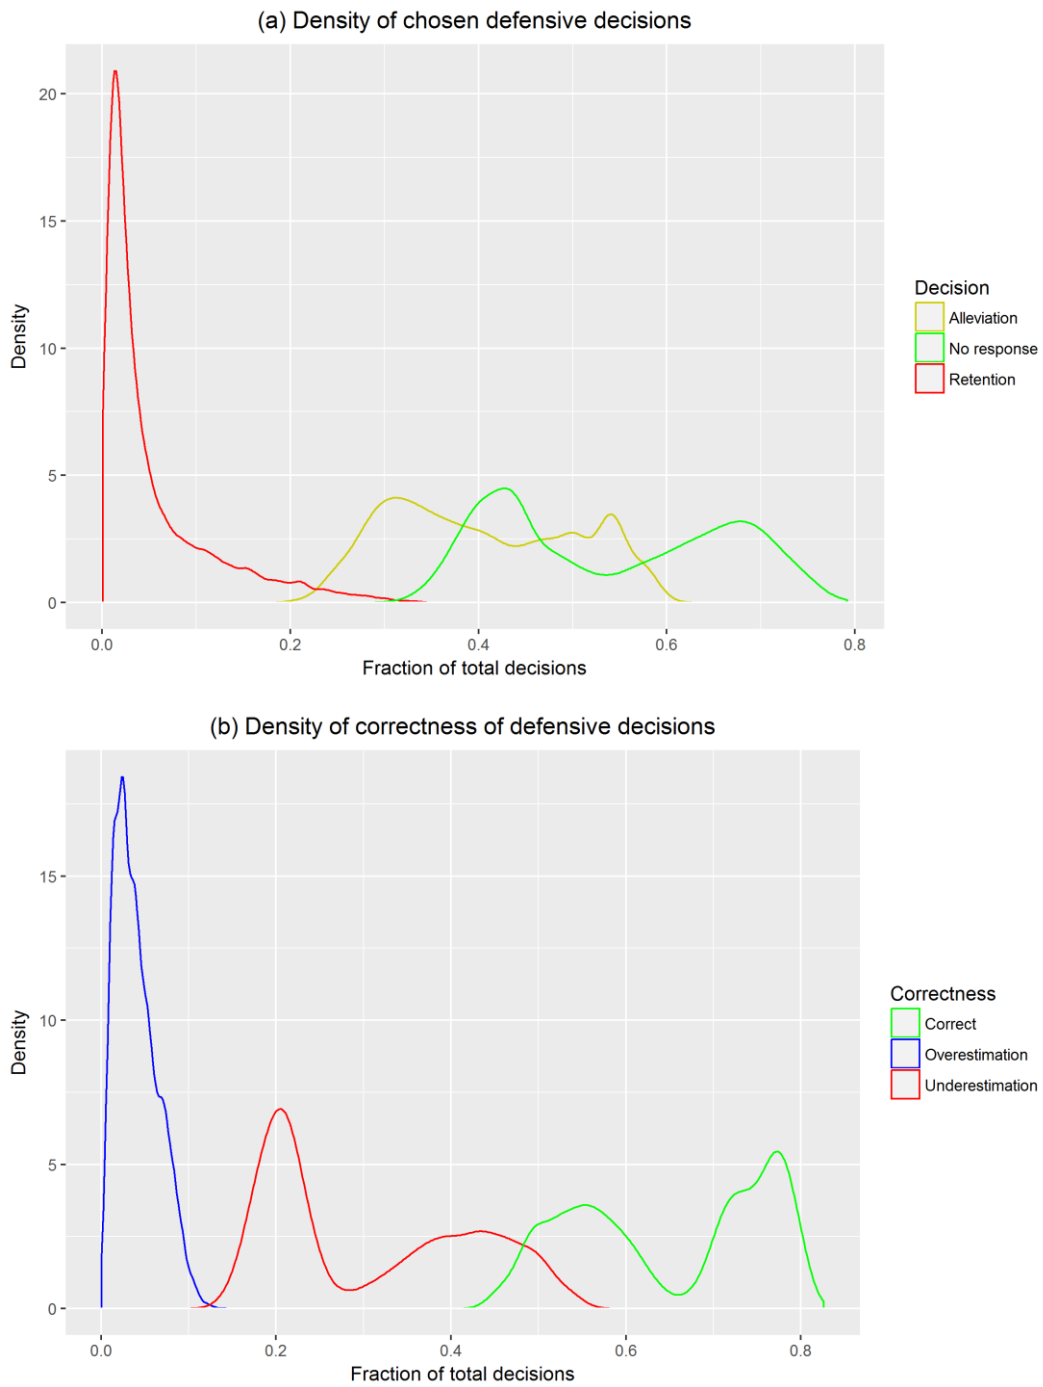 (a) Density of chosen defensive decisions
20
15
10
5
0
Density
0.0 0.2 0.4 0.6 0.8
Fraction of total decisions
Decision
Alleviation
No response
Retention
(b) Density of correctness of defensive decisions
15
10
5
0
Density
0.0 0.2 0.4 0.6 0.8
Fraction of total decisions
Correctness
Correct
Overestimation
Underestimation